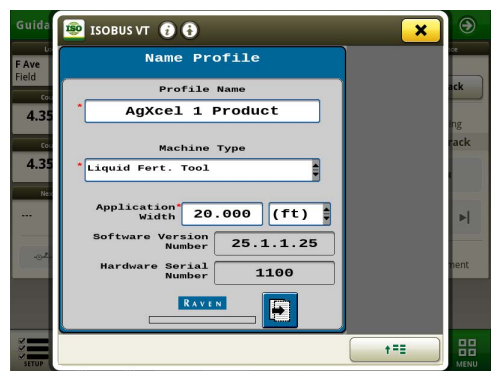 Guida
ISO
ISOBUS VT
Name Profile
F Ave
Field
Profile Name
* AgXcel 1 Product
ack
4.35
ing
Machine Type
rack
* Liquid Fert. Tool
4.35
Application*
Width
20.000
(ft)
---
Software Version
Number
25.1.1.25
Hardware Serial
Number
1100
ment
RAVEN
SETUP
MENU